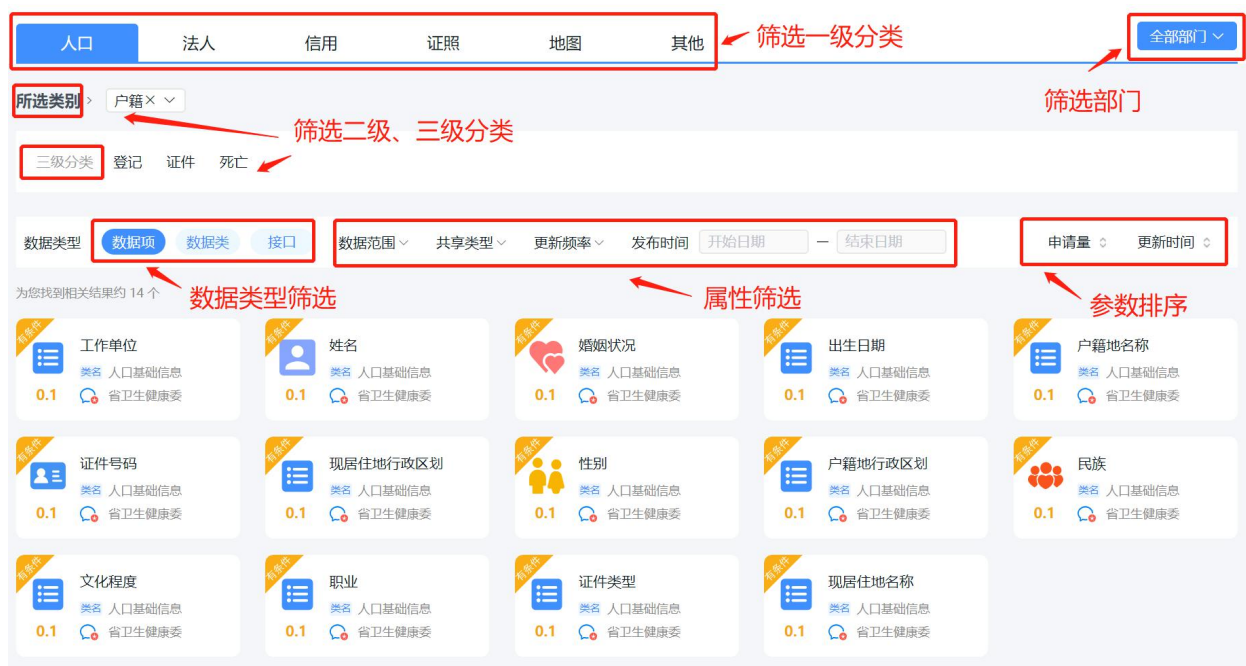 人口 法人 信用 证照 地图 其他 筛选一级分类 全部部门
筛选部门
所选类别 > 户籍×
筛选二级、三级分类
三级分类 登记 证件 死亡
数据类型 数据项 数据类 接口 数据范围 共享类型 更新频率 发布时间 开始日期 — 结束日期 申请量 更新时间
为您找到相关结果约 14 个
数据类型筛选 属性筛选 参数排序
有条件 工作单位 有条件 姓名 有条件 婚姻状况 有条件 出生日期 有条件 户籍地名称
类名 人口基础信息 类名 人口基础信息 类名 人口基础信息 类名 人口基础信息 类名 人口基础信息
0.1 省卫生健康委 0.1 省卫生健康委 0.1 省卫生健康委 0.1 省卫生健康委 0.1 省卫生健康委
有条件 证件号码 有条件 现居住地行政区划 有条件 性别 有条件 户籍地行政区划 有条件 民族
类名 人口基础信息 类名 人口基础信息 类名 人口基础信息 类名 人口基础信息 类名 人口基础信息
0.1 省卫生健康委 0.1 省卫生健康委 0.1 省卫生健康委 0.1 省卫生健康委 0.1 省卫生健康委
有条件 文化程度 有条件 职业 有条件 证件类型 有条件 现居住地名称
类名 人口基础信息 类名 人口基础信息 类名 人口基础信息 类名 人口基础信息
0.1 省卫生健康委 0.1 省卫生健康委 0.1 省卫生健康委 0.1 省卫生健康委